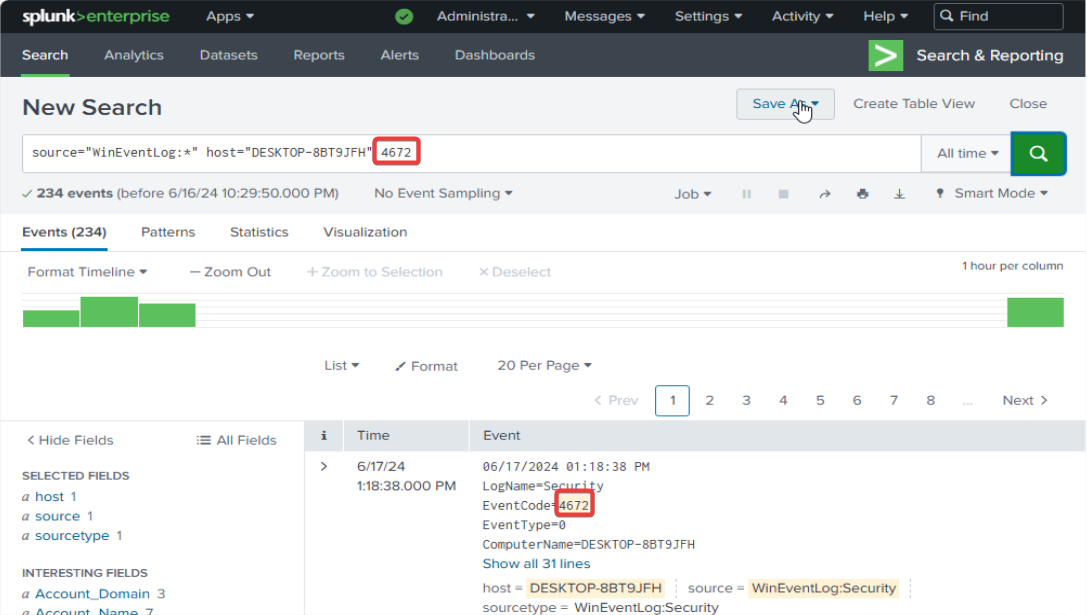 splunk>enterprise Apps Administra... Messages Settings Activity Help Find
Search Analytics Datasets Reports Alerts Dashboards > Search & Reporting
New Search Save As Create Table View Close
source="WinEventLog:*" host="DESKTOP-8BT9JFH" 4672 All time
✓ 234 events (before 6/16/24 10:29:50.000 PM) No Event Sampling Job Smart Mode
Events (234) Patterns Statistics Visualization
Format Timeline — Zoom Out + Zoom to Selection × Deselect 1 hour per column
List Format 20 Per Page
< Prev 1 2 3 4 5 6 7 8 ... Next >
< Hide Fields All Fields i Time Event
SELECTED FIELDS
a host 1
a source 1
a sourcetype 1
INTERESTING FIELDS
a Account_Domain 3
a Account_Name 7
> 6/17/24
1:18:38.000 PM
06/17/2024 01:18:38 PM
LogName=Security
EventCode=4672
EventType=0
ComputerName=DESKTOP-8BT9JFH
Show all 31 lines
host = DESKTOP-8BT9JFH source = WinEventLog:Security
sourcetype = WinEventLog:Security